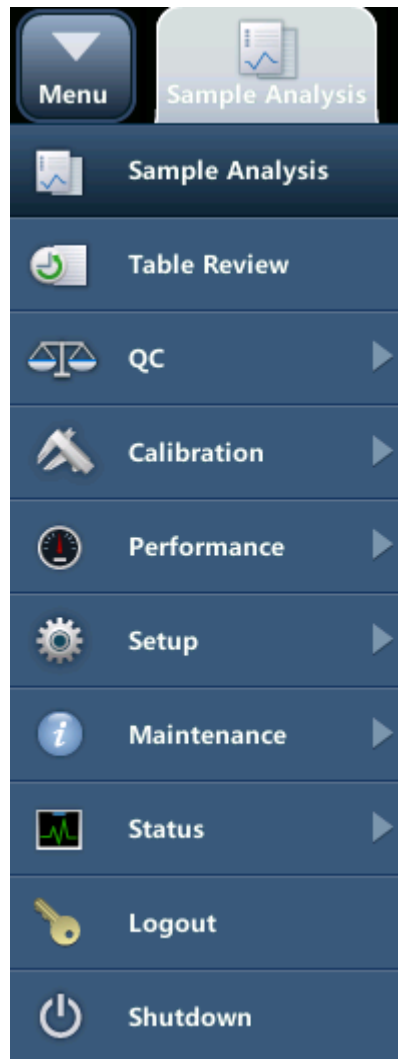 Menu
Sample Analysis
Sample Analysis
Table Review
QC
Calibration
Performance
Setup
Maintenance
Status
Logout
Shutdown